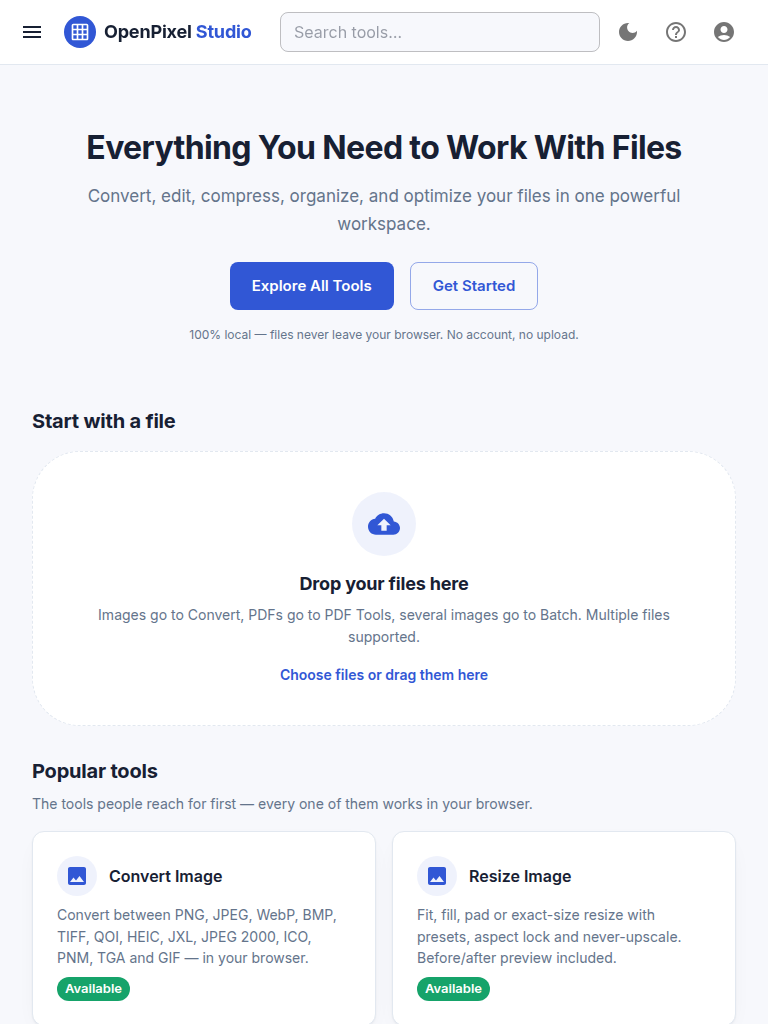 OpenPixel Studio
Search tools...
Everything You Need to Work With Files
Convert, edit, compress, organize, and optimize your files in one powerful
workspace.
Explore All Tools
Get Started
100% local — files never leave your browser. No account, no upload.
Start with a file
Drop your files here
Images go to Convert, PDFs go to PDF Tools, several images go to Batch. Multiple files
supported.
Choose files or drag them here
Popular tools
The tools people reach for first — every one of them works in your browser.
Convert Image
Convert between PNG, JPEG, WebP, BMP,
TIFF, QOI, HEIC, JXL, JPEG 2000, ICO,
PNM, TGA and GIF — in your browser.
Available
Resize Image
Fit, fill, pad or exact-size resize with
presets, aspect lock and never-upscale.
Before/after preview included.
Available